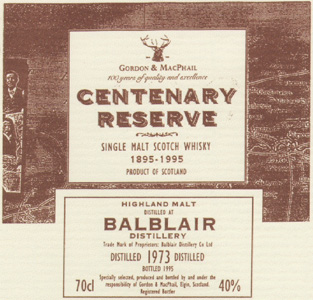 GORDON & MACPHAIL
100 years of quality and excellence
CENTENARY
RESERVE
SINGLE MALT SCOTCH WHISKY
1895-1995
PRODUCT OF SCOTLAND
HIGHLAND MALT
DISTILLED AT
BALBLAIR
DISTILLERY
Trade Mark of Proprietors: Balblair Distillery Co Ltd
DISTILLED 1973 DISTILLED
BOTTLED 1995
Specially selected, produced and bottled by and under the
70cl responsibility of Gordon & MacPhail, Elgin, Scotland. 40%
Registered Bottler